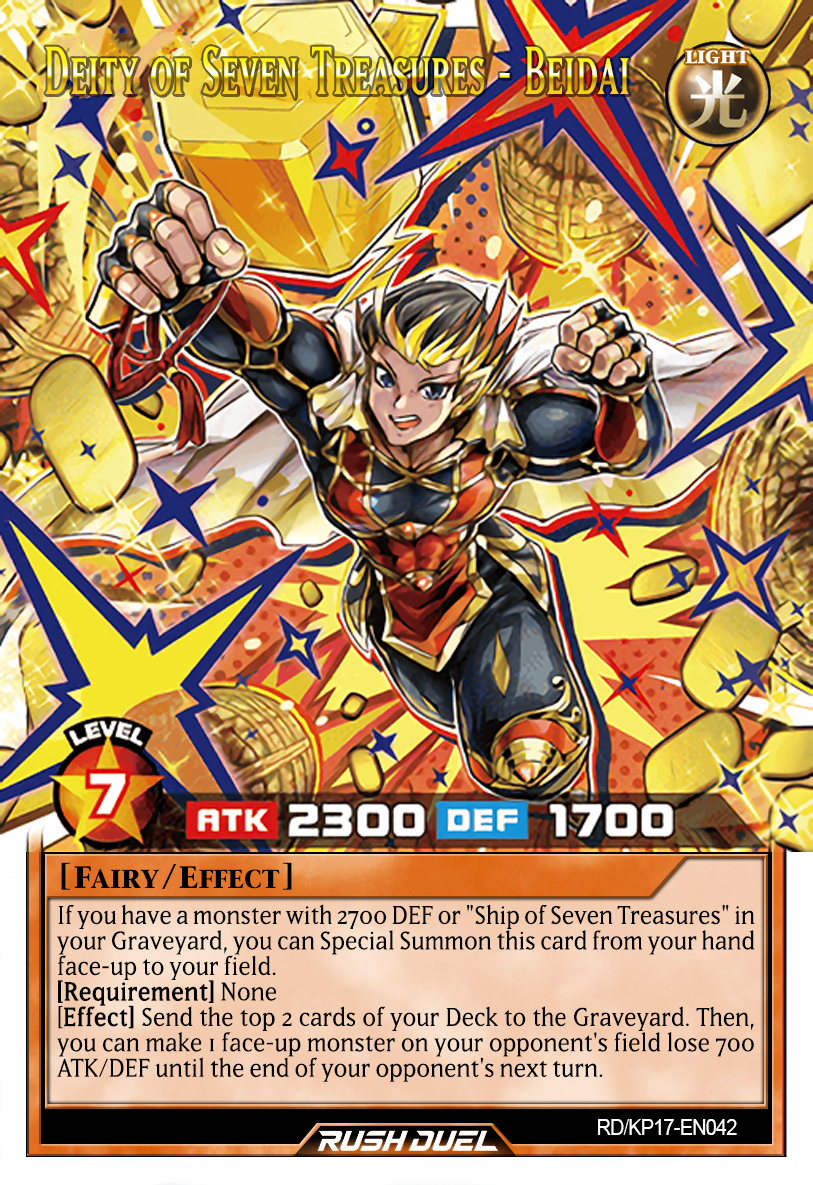 DEITY OF SEVEN TREASURES - BEIDAI
LIGHT
光
LEVEL
7
ATK 2300 DEF 1700
[FAIRY/EFFECT]
If you have a monster with 2700 DEF or "Ship of Seven Treasures" in
your Graveyard, you can Special Summon this card from your hand
face-up to your field.
[Requirement] None
[Effect] Send the top 2 cards of your Deck to the Graveyard. Then,
you can make 1 face-up monster on your opponent's field lose 700
ATK/DEF until the end of your opponent's next turn.
RD/KP17-EN042
RUSH DUEL